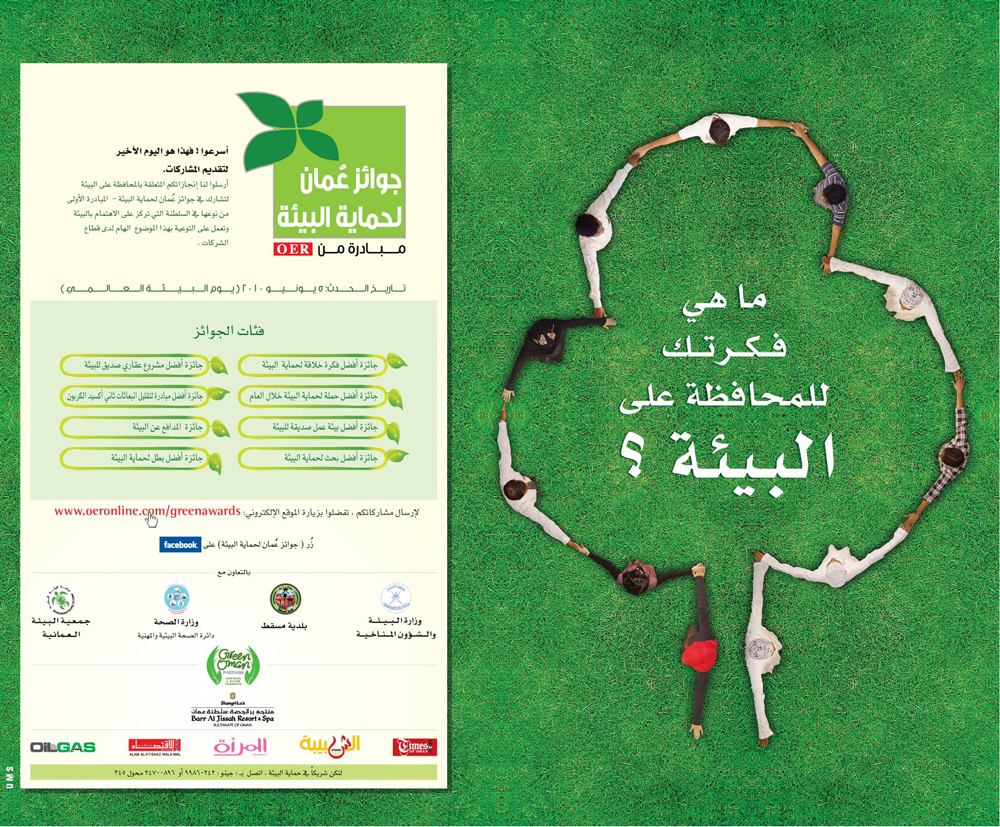 ما هي
فكرتك
للمحافظة على
البيئة ؟
جوائز عُمان
لحماية البيئة
مبادرة من OER
أسرعوا ! فهذا هو اليوم الأخير
لتقديم المشاركات.
أرسلوا لنا إنجازاتكم المتعلقة بالمحافظة على البيئة
لتشارك في جوائز عُمان لحماية البيئة - المبادرة الأولى
من نوعها في السلطنة التي تركز على الاهتمام بالبيئة
وتعمل على التوعية بهذا الموضوع الهام لدى قطاع
الشركات .
تاريخ الحدث: ٥ يونيو ٢٠١٠ ( يوم البيئة العالمي )
فئات الجوائز
جائزة أفضل فكرة خلاقة لحماية البيئة
جائزة أفضل مشروع عقاري صديق للبيئة
جائزة أفضل حملة لحماية البيئة خلال العام
جائزة أفضل مبادرة لتقليل انبعاثات ثاني أكسيد الكربون
جائزة أفضل بيئة عمل صديقة للبيئة
جائزة المدافع عن البيئة
جائزة أفضل بحث لحماية البيئة
جائزة أفضل بطل لحماية البيئة
لإرسال مشاركاتكم ، تفضلوا بزيارة الموقع الإلكتروني: www.oeronline.com/greenawards
زُر ( جوائز عُمان لحماية البيئة) على facebook
بالتعاون مع
وزارة البيئة
والشؤون المناخية
بلدية مسقط
وزارة الصحة
دائرة الصحة البيئية والمهنية
جمعية البيئة
العمانية
Green
Oman
Shangri-La's
منتجع بر الجصة، سلطنة عمان
Barr Al Jissah Resort & Spa
SULTANATE OF OMAN
Times
OF OMAN
الشبيبة
المرأة
الاقتصاد
ALAM ALIKTISAAD WALA'MAL
OIL&GAS
لتكن شريكاً في حماية البيئة ، اتصل بـ : جينو: ٩٩٨٦٠٢٤٢ أو ٢٤٧٠٠٨٩٦ محول ٣٤٥
UMS